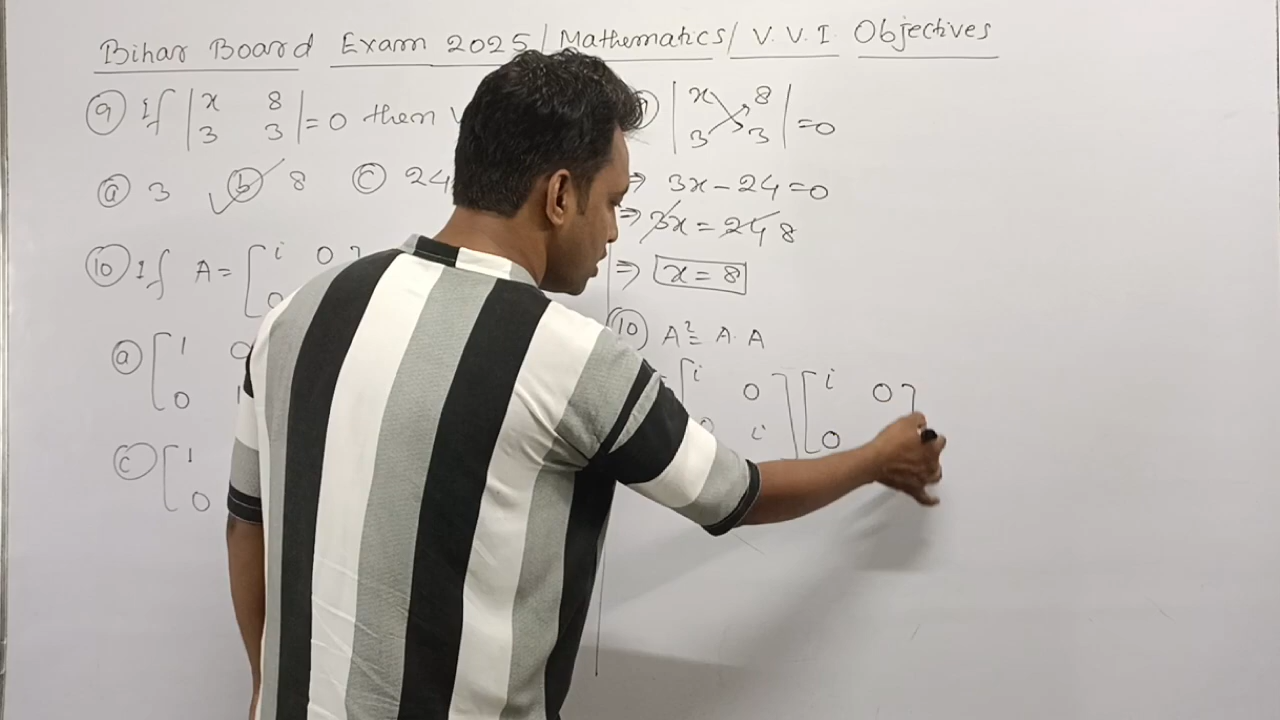 Bihar Board Exam 2025 / Mathematics / V.V.I Objectives
⑨ If | x 8 | = 0 then
| 3 3 |
ⓐ 3 ⓑ 8 ⓒ 24
⑩ If A = [ i 0 ]
[ 0
ⓐ [ 1 0
0 1
ⓒ [ 1
0
| x 8 | = 0
| 3 3 |
⇒ 3x - 24 = 0
⇒ 3x = 24 8
⇒ x = 8
⑩ A² = A. A
= [ i 0 ] [ i 0 ]
0 i ] [ 0